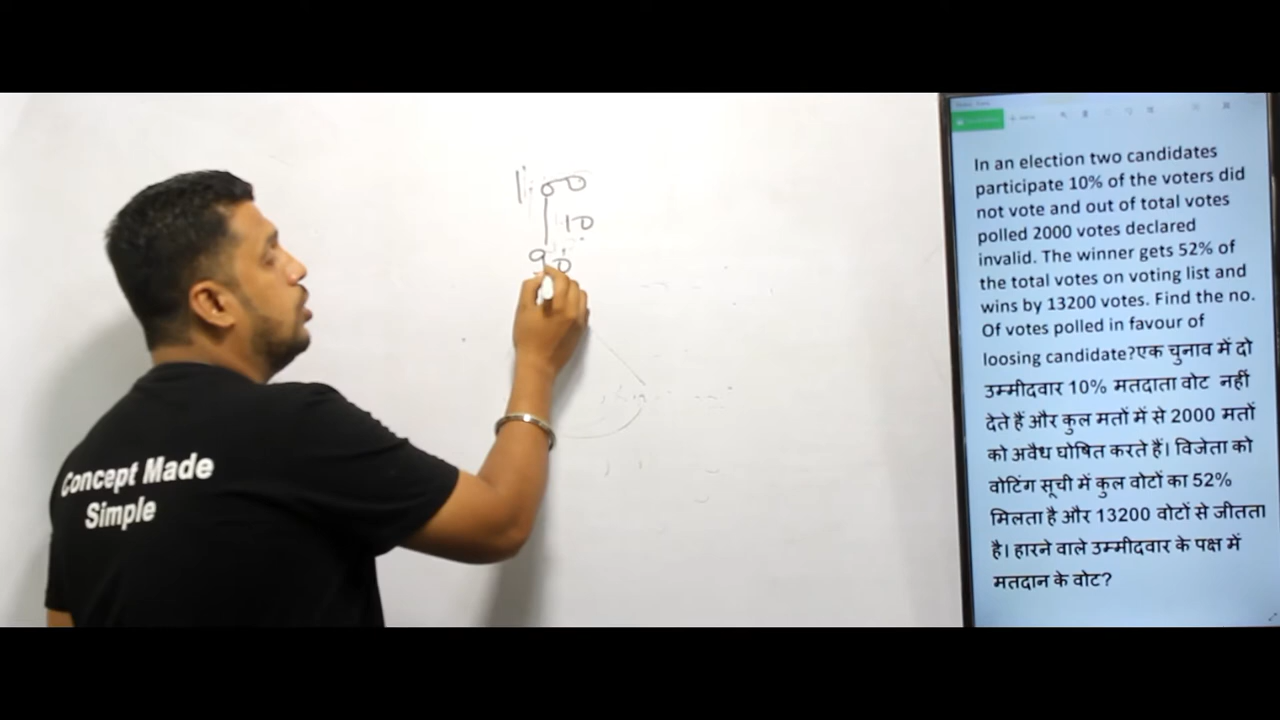 Concept Made
Simple
100
10
90
In an election two candidates
participate 10% of the voters did
not vote and out of total votes
polled 2000 votes declared
invalid. The winner gets 52% of
the total votes on voting list and
wins by 13200 votes. Find the no.
Of votes polled in favour of
loosing candidate?एक चुनाव में दो
उम्मीदवार 10% मतदाता वोट नहीं
देते हैं और कुल मतों में से 2000 मतों
को अवैध घोषित करते हैं। विजेता को
वोटिंग सूची में कुल वोटों का 52%
मिलता है और 13200 वोटों से जीतता
है। हारने वाले उम्मीदवार के पक्ष में
मतदान के वोट?